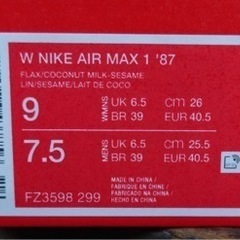 W NIKE AIR MAX 1 '87
FLAX/COCONUT MILK-SESAME
LIN/SESAME/LAIT DE COCO
9 WMNS UK 6.5 cm 26
BR 39 EUR 40.5
7.5 MENS UK 6.5 cm 25.5
BR 39 EUR 40.5
FZ3598 299
MADE IN CHINA /
FABRIQUE EN CHINE /
FABRICADO NA CHINA /
HECHO EN CHINA